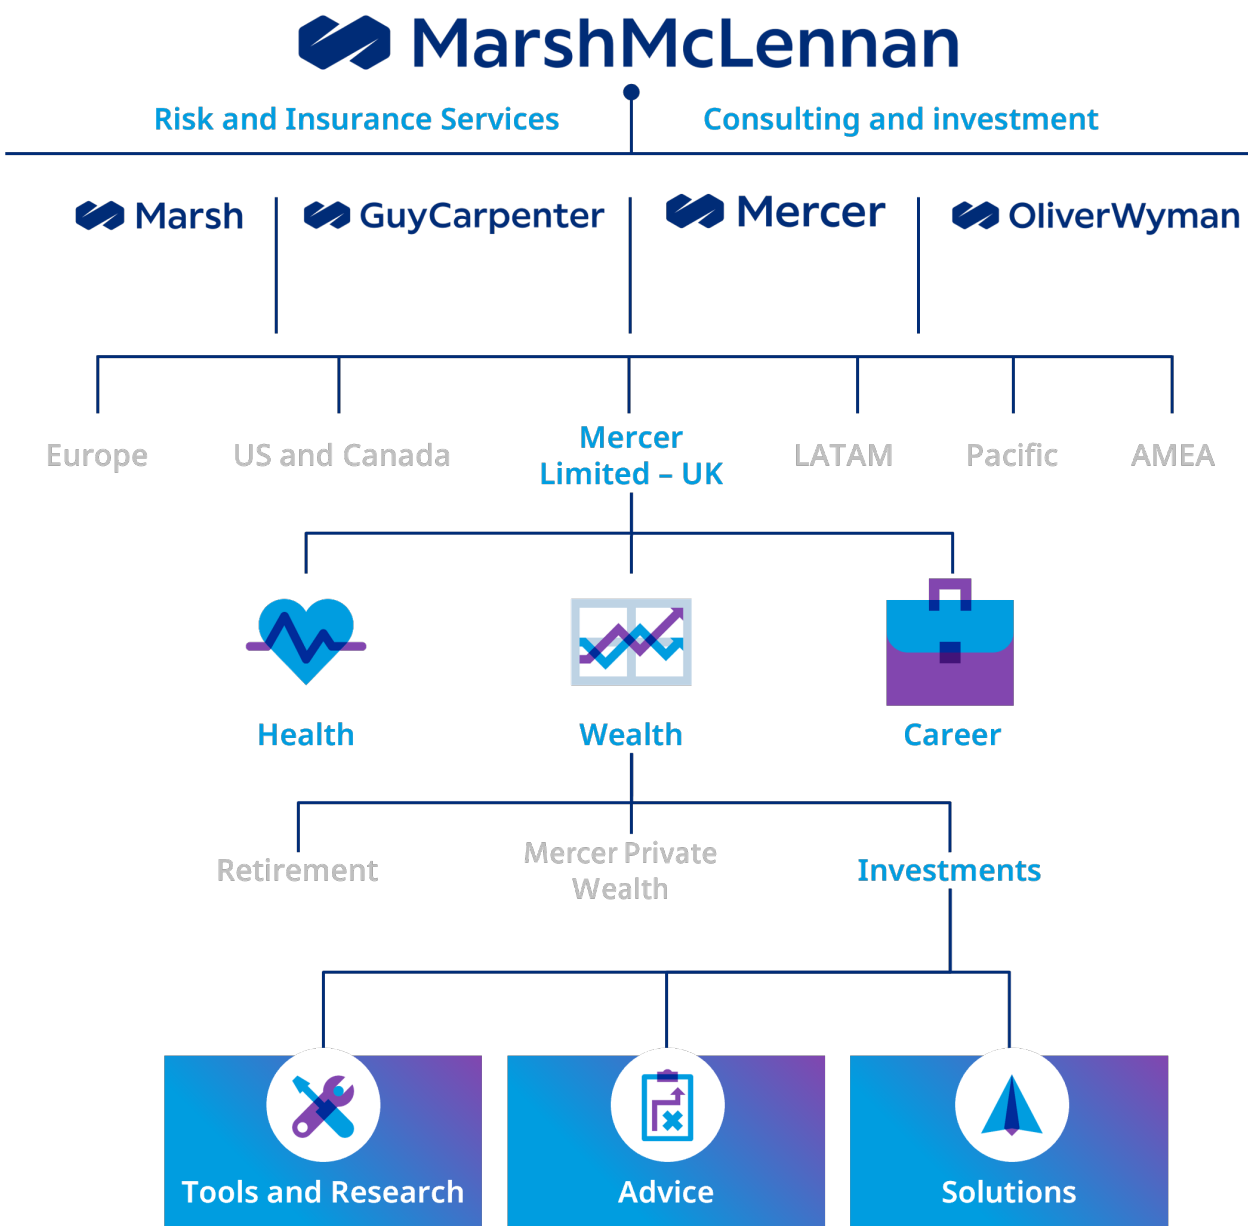 MarshMcLennan
Risk and Insurance Services
Consulting and investment
Marsh
GuyCarpenter
Mercer
OliverWyman
Europe
US and Canada
Mercer
Limited – UK
LATAM
Pacific
AMEA
Health
Wealth
Career
Retirement
Mercer Private
Wealth
Investments
Tools and Research
Advice
Solutions